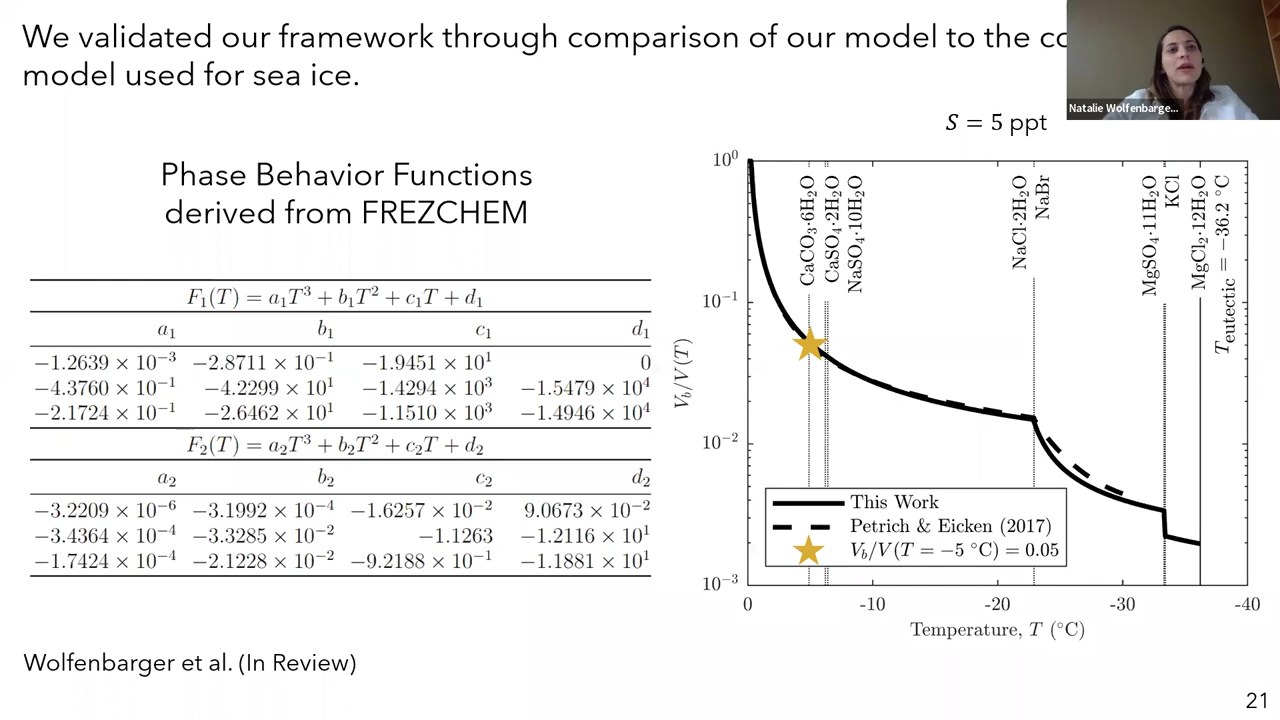 We validated our framework through comparison of our model to the
model used for sea ice.
Natalie Wolfenbarge...
S = 5 ppt
Phase Behavior Functions
derived from FREZCHEM
F₁(T) = a₁T³ + b₁T² + c₁T + d₁
a₁ b₁ c₁ d₁
−1.2639 × 10⁻³ −2.8711 × 10⁻¹ −1.9451 × 10¹ 0
−4.3760 × 10⁻¹ −4.2299 × 10¹ −1.4294 × 10³ −1.5479 × 10⁴
−2.1724 × 10⁻¹ −2.6462 × 10¹ −1.1510 × 10³ −1.4946 × 10⁴
F₂(T) = a₂T³ + b₂T² + c₂T + d₂
a₂ b₂ c₂ d₂
−3.2209 × 10⁻⁶ −3.1992 × 10⁻⁴ −1.6257 × 10⁻² 9.0673 × 10⁻²
−3.4364 × 10⁻⁴ −3.3285 × 10⁻² −1.1263 −1.2116 × 10¹
−1.7424 × 10⁻⁴ −2.1228 × 10⁻² −9.2188 × 10⁻¹ −1.1881 × 10¹
10⁰
10⁻¹
10⁻²
10⁻³
V_b/V(T)
CaCO₃·6H₂O
CaSO₄·2H₂O
NaSO₄·10H₂O
NaCl·2H₂O
NaBr
MgSO₄·11H₂O
KCl
MgCl₂·12H₂O
T_eutectic = −36.2 °C
This Work
Petrich & Eicken (2017)
V_b/V(T = −5 °C) = 0.05
0 -10 -20 -30 -40
Temperature, T (°C)
Wolfenbarger et al. (In Review)
21